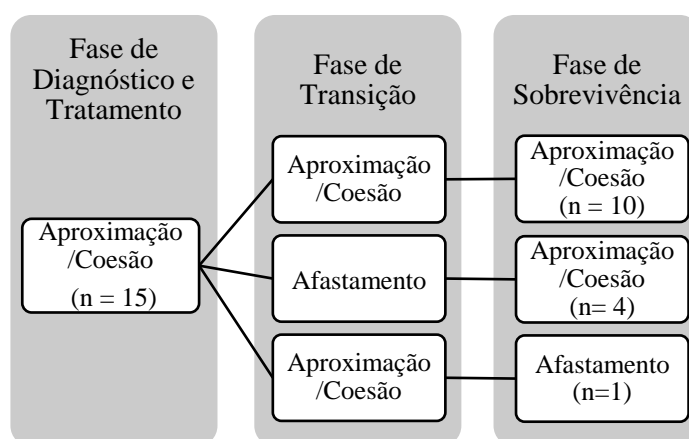 Fase de
Diagnóstico e
Tratamento
Aproximação
/Coesão
(n = 15)
Fase de
Transição
Aproximação
/Coesão
Afastamento
Aproximação
/Coesão
Fase de
Sobrevivência
Aproximação
/Coesão
(n = 10)
Aproximação
/Coesão
(n= 4)
Afastamento
(n=1)